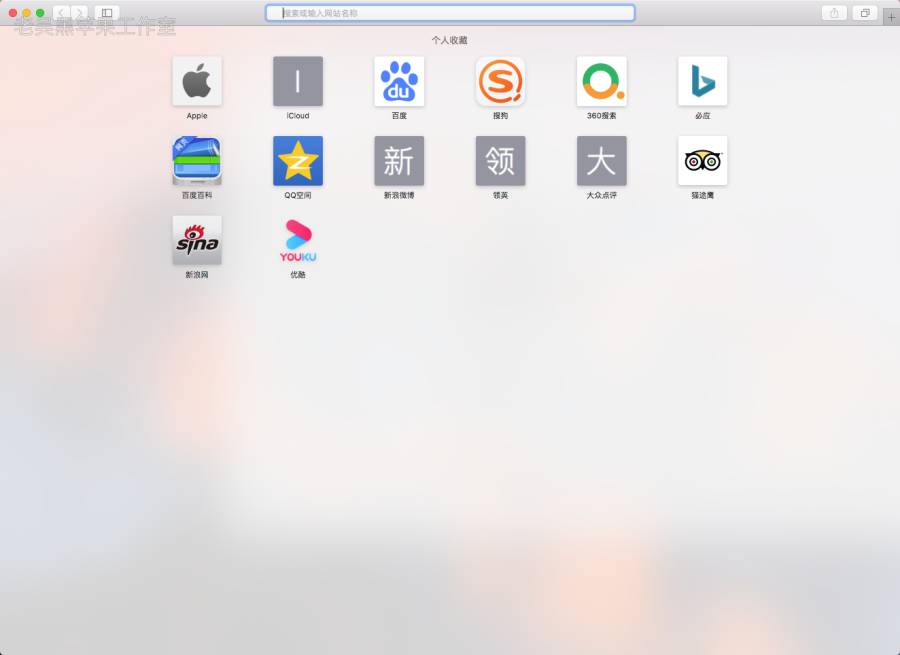 搜索或输入网站名称
老吴熊苹果工作室
个人收藏
I
du
S
Apple
iCloud
百度
搜狗
360搜索
必应
网页
Z
新
领
大
百度百科
QQ空间
新浪微博
领英
大众点评
猫途鹰
sina
YOUKU
新浪网
优酷